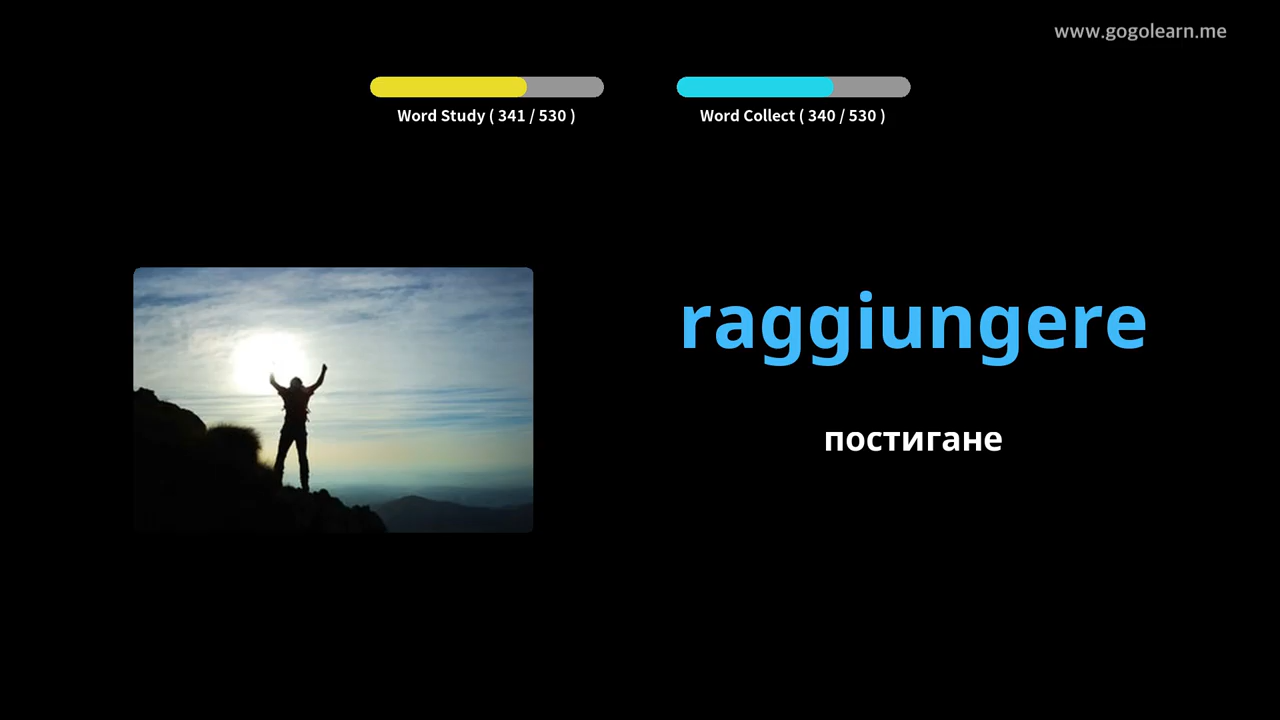 www.gogolearn.me
Word Study ( 341 / 530 )
Word Collect ( 340 / 530 )
raggiungere
постигане